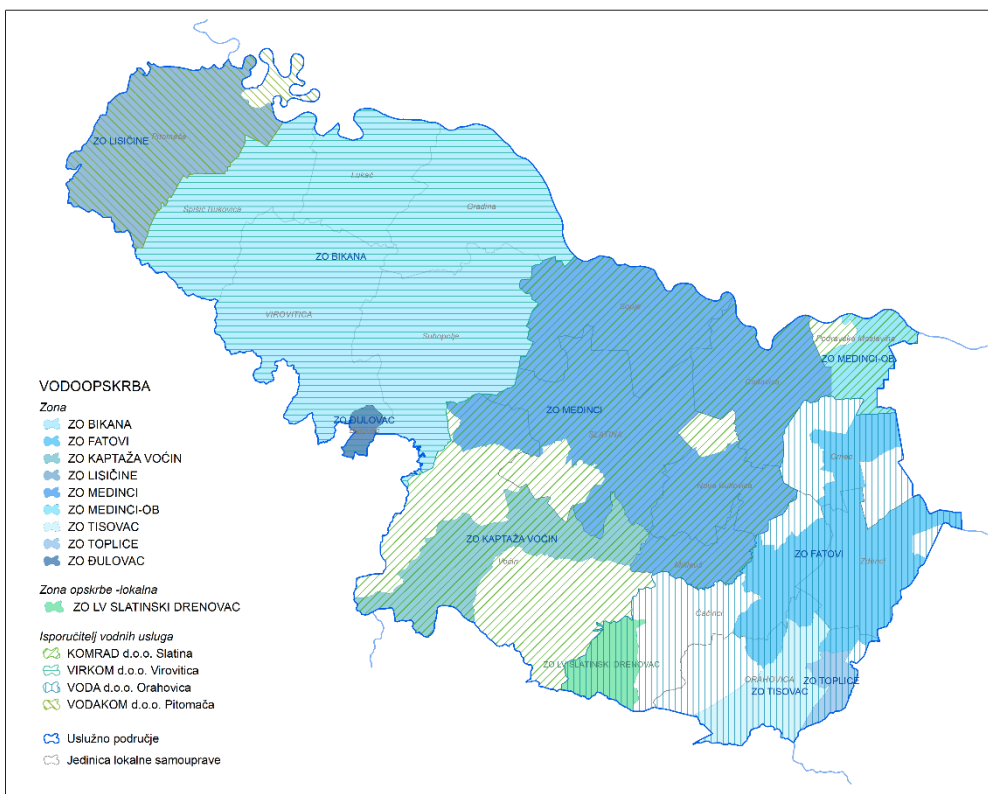 Pitomača
ZO LISIČINE
Lukač
Špišić Bukovica
Gradina
ZO BIKANA
VIROVITICA
Suhopolje
Sopje
Podravska Moslavina
ZO MEDINCI-OB
Čađavica
ZO MEDINCI
ZO ĐULOVAC
SLATINA
Crnac
Nova Bukovica
ZO KAPTAŽA VOĆIN
Voćin
ZO FATOVI
Zdenci
Mikleuš
Čačinci
ZO LV SLATINSKI DRENOVAC
ORAHOVICA
ZO TISOVAC
ZO TOPLICE
VODOOPSKRBA
Zona
ZO BIKANA
ZO FATOVI
ZO KAPTAŽA VOĆIN
ZO LISIČINE
ZO MEDINCI
ZO MEDINCI-OB
ZO TISOVAC
ZO TOPLICE
ZO ĐULOVAC
Zona opskrbe -lokalna
ZO LV SLATINSKI DRENOVAC
Isporučitelj vodnih usluga
KOMRAD d.o.o. Slatina
VIRKOM d.o.o. Virovitica
VODA d.o.o. Orahovica
VODAKOM d.o.o. Pitomača
Uslužno područje
Jedinica lokalne samouprave